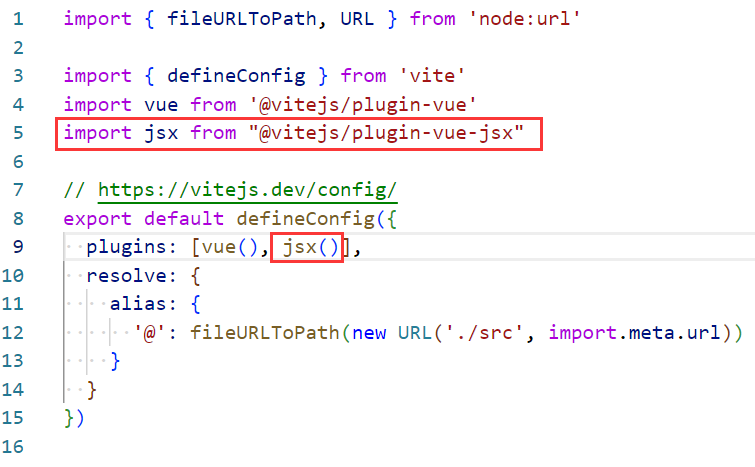 1 import { fileURLToPath, URL } from 'node:url'
2
3 import { defineConfig } from 'vite'
4 import vue from '@vitejs/plugin-vue'
5 import jsx from "@vitejs/plugin-vue-jsx"
6
7 // https://vitejs.dev/config/
8 export default defineConfig({
9   plugins: [vue(), jsx()],
10   resolve: {
11     alias: {
12       '@': fileURLToPath(new URL('./src', import.meta.url))
13     }
14   }
15 })
16